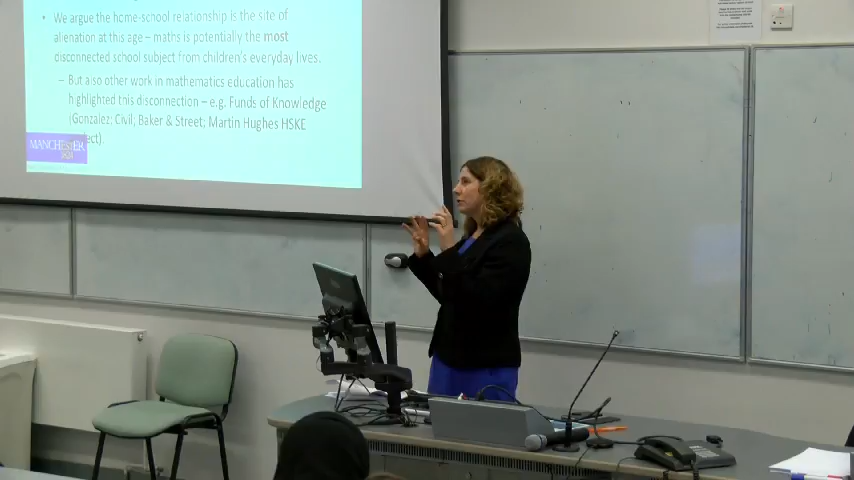 • We argue the home-school relationship is the site of
alienation at this age – maths is potentially the most
disconnected school subject from children's everyday lives.
– But also other work in mathematics education has
highlighted this disconnection – e.g. Funds of Knowledge
(Gonzalez; Civil; Baker & Street; Martin Hughes HSKE
ect).
MANCHESTER
1824